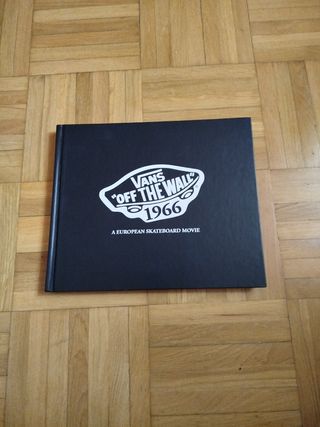 VANS
"OFF THE WALL"
1966
A EUROPEAN SKATEBOARD MOVIE